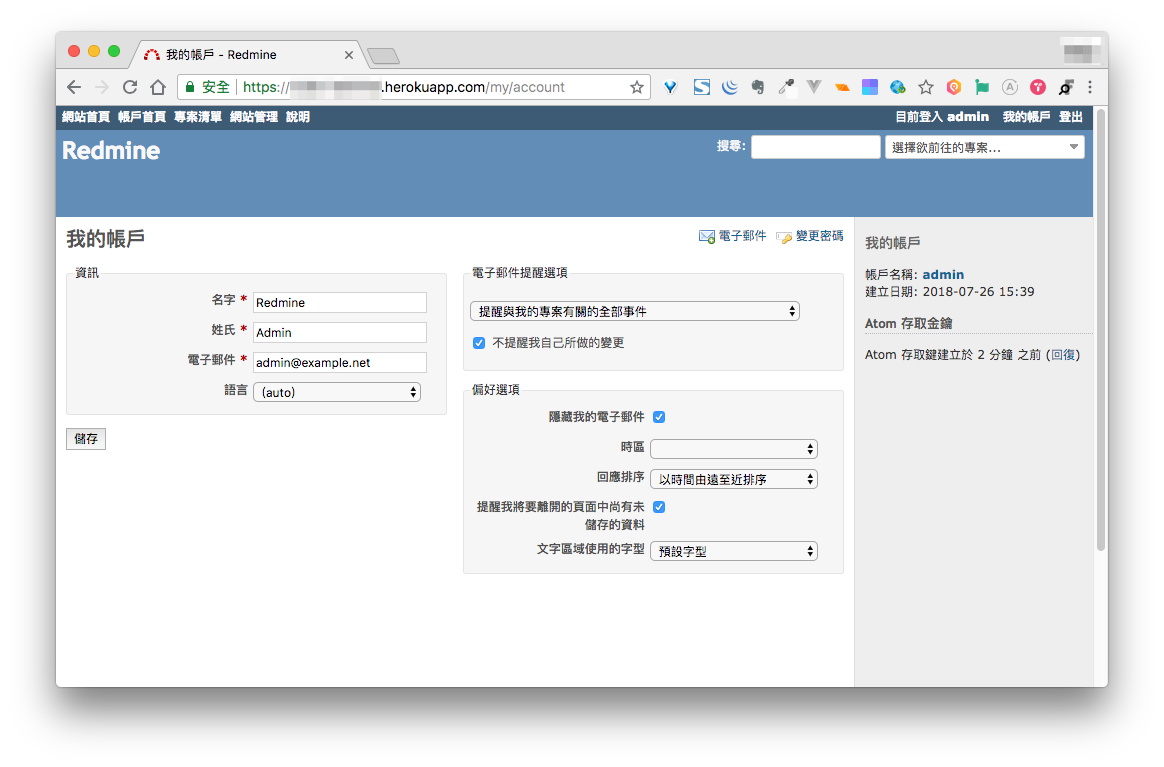 我的帳戶 - Redmine
安全 https:// .herokuapp.com/my/account
網站首頁 帳戶首頁 專案清單 網站管理 說明
目前登入 admin 我的帳戶 登出
Redmine
搜尋:
選擇欲前往的專案...
我的帳戶
電子郵件 變更密碼
資訊
名字 * Redmine
姓氏 * Admin
電子郵件 * admin@example.net
語言 (auto)
儲存
電子郵件提醒選項
提醒與我的專案有關的全部事件
不提醒我自己所做的變更
偏好選項
隱藏我的電子郵件
時區
回應排序 以時間由遠至近排序
提醒我將要離開的頁面中尚有未
儲存的資料
文字區域使用的字型 預設字型
我的帳戶
帳戶名稱: admin
建立日期: 2018-07-26 15:39
Atom 存取金鑰
Atom 存取鍵建立於 2 分鐘 之前 (回復)